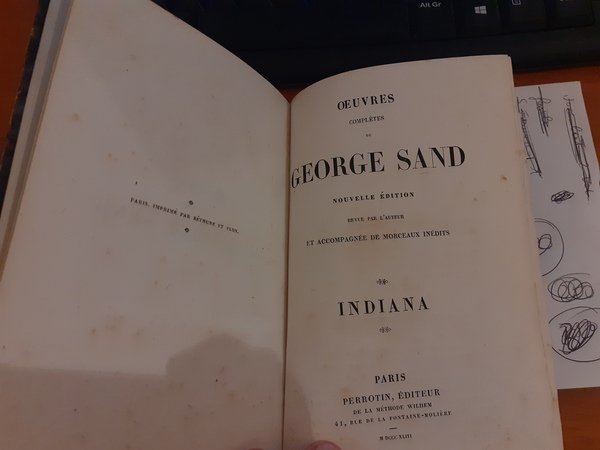 Alt Gr
PARIS, IMPRIMÉ PAR BÉTHUNE ET PLON.
OEUVRES
COMPLÈTES
DE
GEORGE SAND
NOUVELLE ÉDITION
REVUE PAR L'AUTEUR
ET ACCOMPAGNÉE DE MORCEAUX INÉDITS
INDIANA
PARIS
PERROTIN, ÉDITEUR
DE LA MÉTHODE WILHEM
41, RUE DE LA FONTAINE-MOLIÈRE
M DCCC XLIII